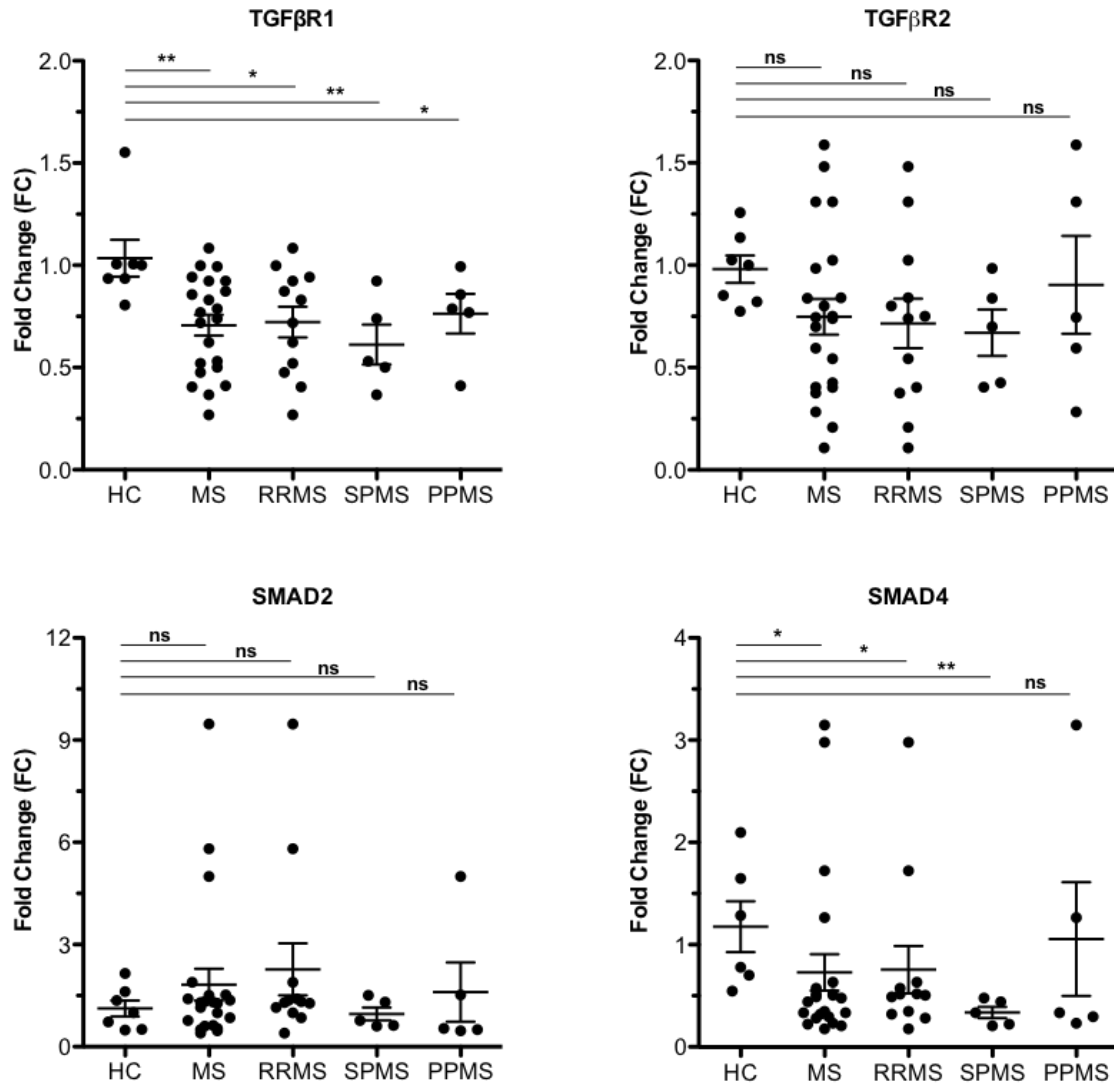 TGFβR1
Fold Change (FC)
2.0
1.5
1.0
0.5
0.0
**
*
**
*
HC MS RRMS SPMS PPMS
TGFβR2
Fold Change (FC)
2.0
1.5
1.0
0.5
0.0
ns
ns
ns
ns
HC MS RRMS SPMS PPMS
SMAD2
Fold Change (FC)
12
9
6
3
0
ns
ns
ns
ns
HC MS RRMS SPMS PPMS
SMAD4
Fold Change (FC)
4
3
2
1
0
*
*
**
ns
HC MS RRMS SPMS PPMS